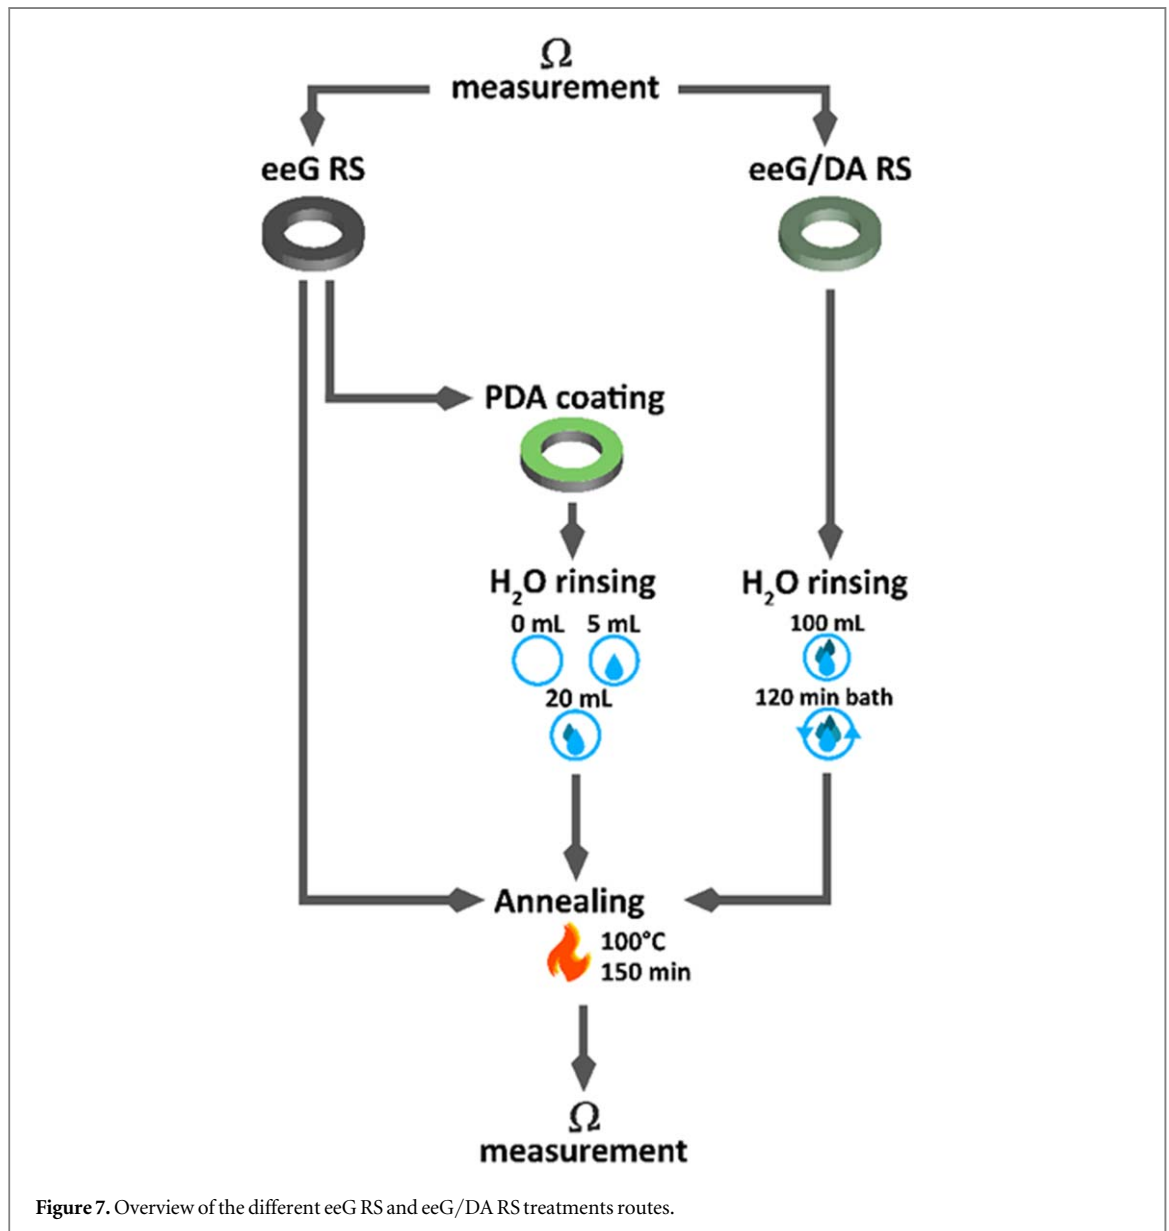 Ω
measurement
eeG RS
eeG/DA RS
PDA coating
H₂O rinsing
H₂O rinsing
0 mL
5 mL
100 mL
20 mL
120 min bath
Annealing
100°C
150 min
Ω
measurement
Figure 7. Overview of the different eeG RS and eeG/DA RS treatments routes.